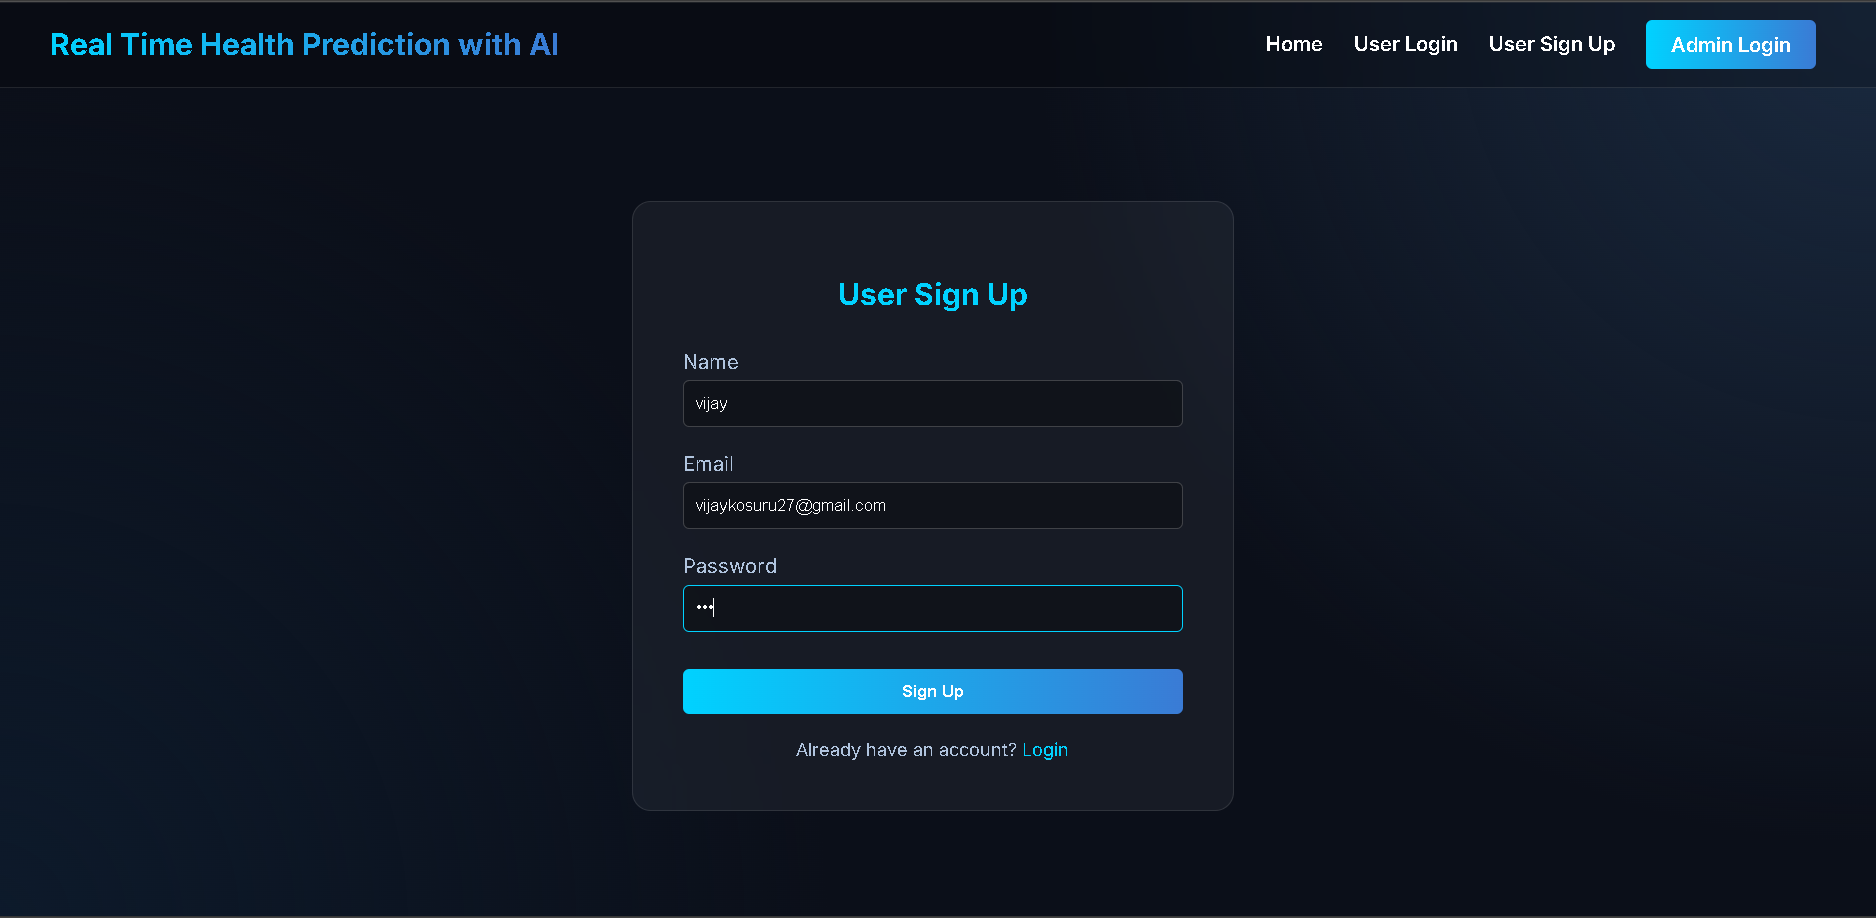 Real Time Health Prediction with AI
Home User Login User Sign Up Admin Login
User Sign Up
Name
vijay
Email
vijaykosuru27@gmail.com
Password
•••
Sign Up
Already have an account? Login